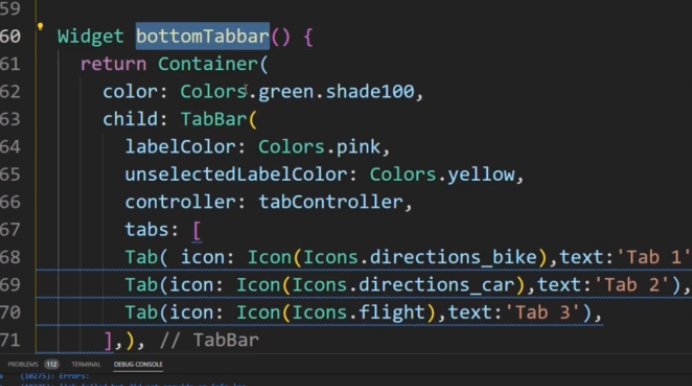 59
60 Widget bottomTabbar() {
61 return Container(
62 color: Colors.green.shade100,
63 child: TabBar(
64 labelColor: Colors.pink,
65 unselectedLabelColor: Colors.yellow,
66 controller: tabController,
67 tabs: [
68 Tab( icon: Icon(Icons.directions_bike),text:'Tab 1'
69 Tab(icon: Icon(Icons.directions_car),text:'Tab 2'),
70 Tab(icon: Icon(Icons.flight),text:'Tab 3'),
71 ],), // TabBar
PROBLEMS 112 TERMINAL DEBUG CONSOLE
(10275): Errors: